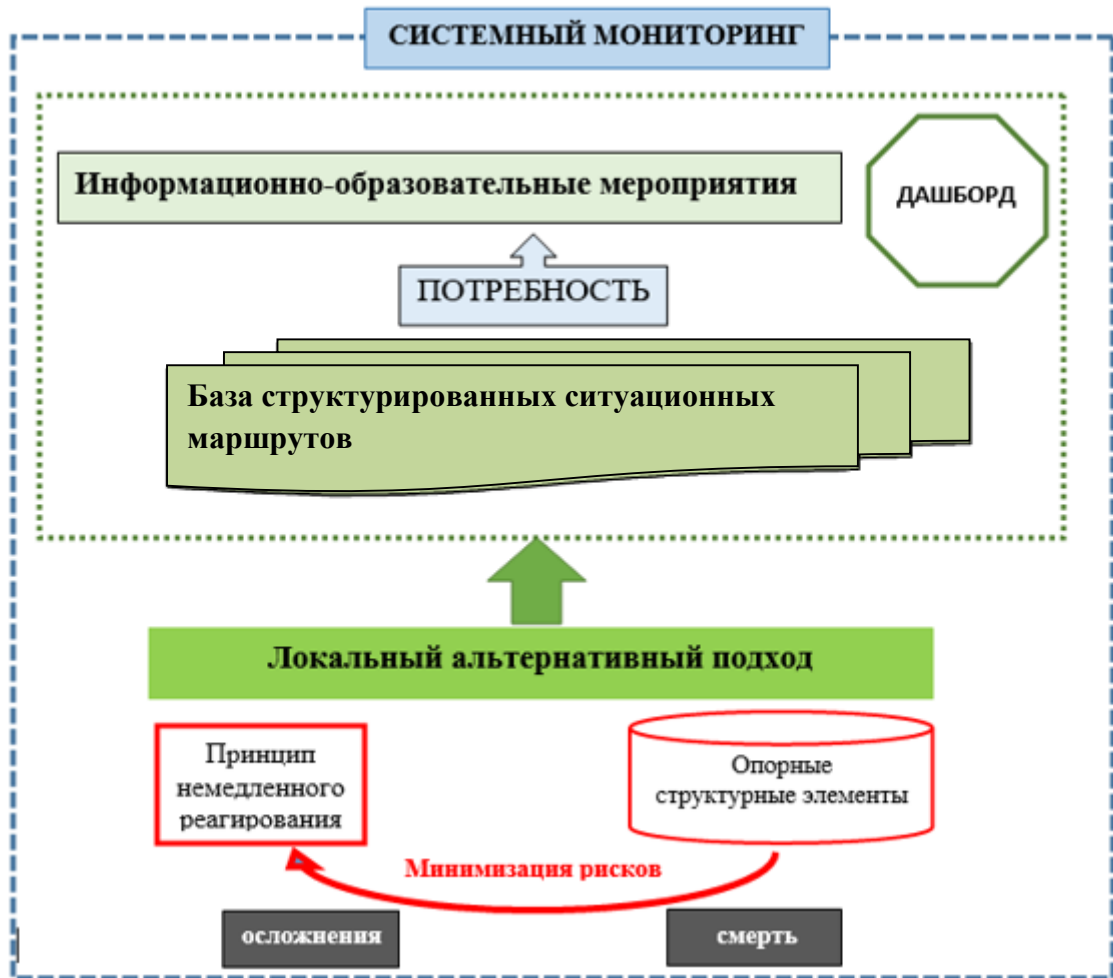 СИСТЕМНЫЙ МОНИТОРИНГ
Информационно-образовательные мероприятия
ДАШБОРД
ПОТРЕБНОСТЬ
База структурированных ситуационных
маршрутов
Локальный альтернативный подход
Принцип
немедленного
реагирования
Опорные
структурные элементы
Минимизация рисков
осложнения
смерть